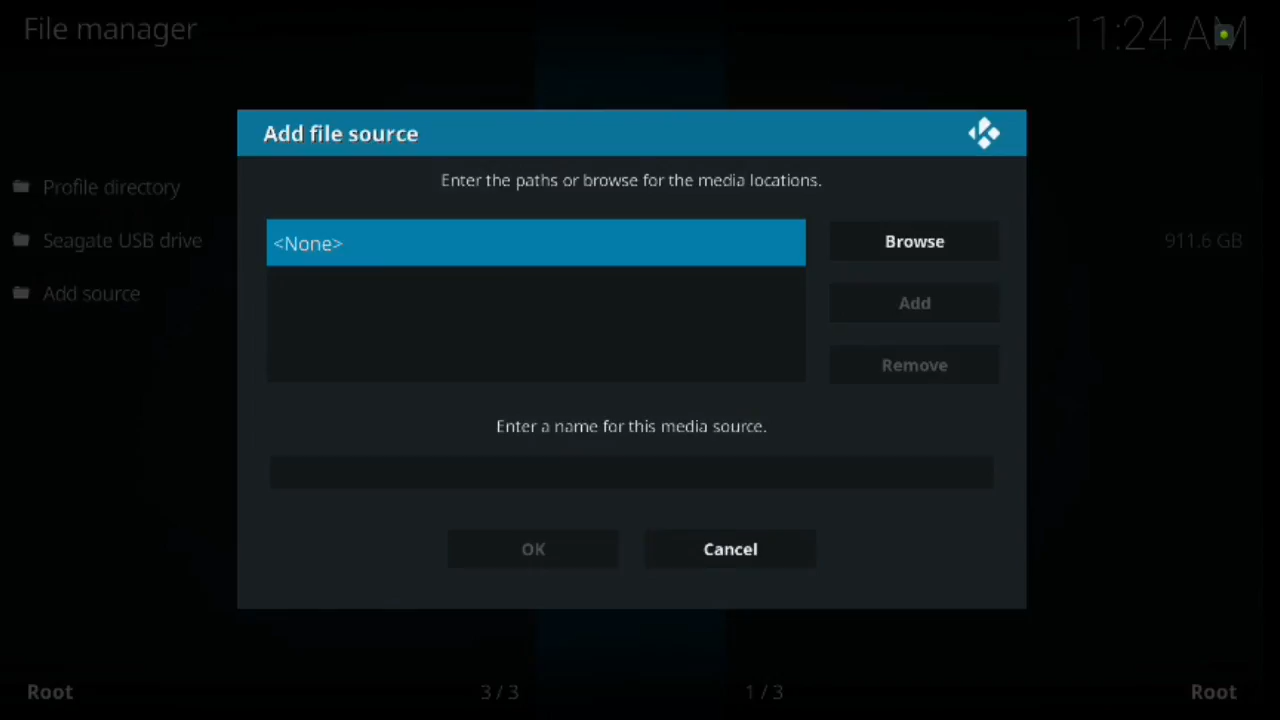 File manager
11:24 AM
Add file source
Enter the paths or browse for the media locations.
Profile directory
<None>
Browse
Seagate USB drive
911.6 GB
Add source
Add
Remove
Enter a name for this media source.
OK
Cancel
Root
3 / 3
1 / 3
Root